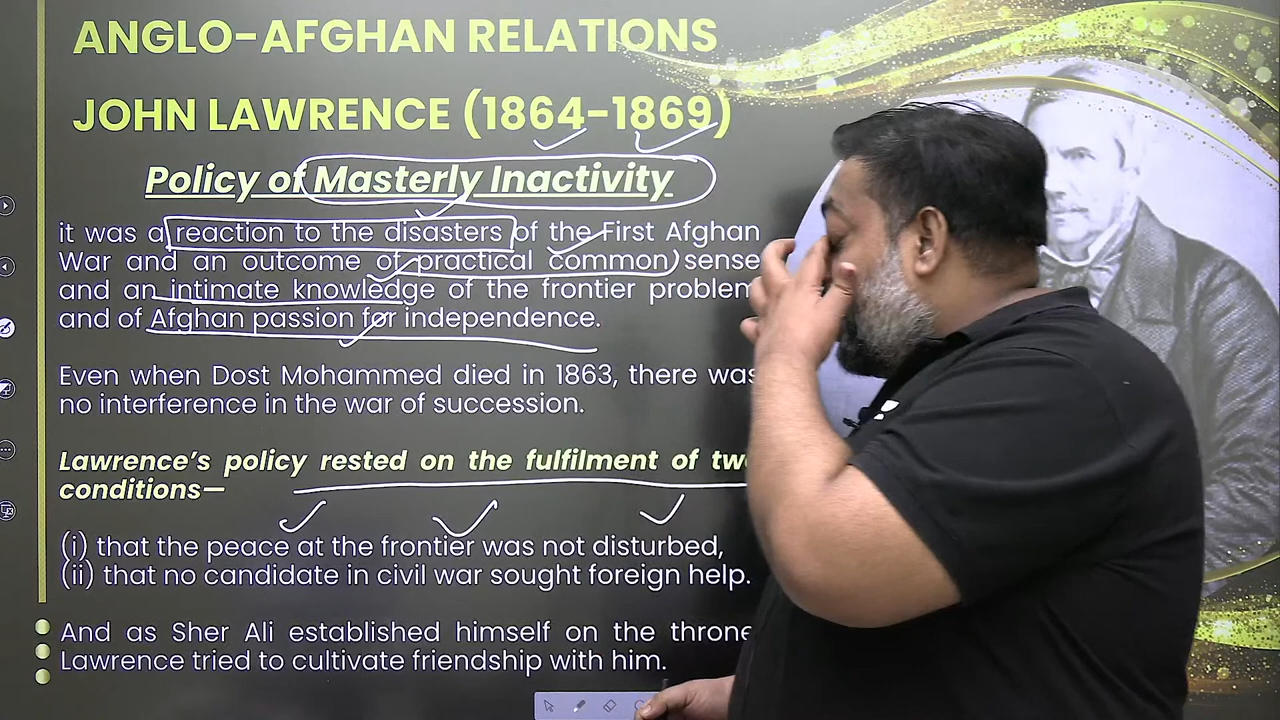 ANGLO-AFGHAN RELATIONS
JOHN LAWRENCE (1864-1869)
Policy of Masterly Inactivity
it was a reaction to the disasters of the First Afghan
War and an outcome of practical common sense
and an intimate knowledge of the frontier problem
and of Afghan passion for independence.
Even when Dost Mohammed died in 1863, there was
no interference in the war of succession.
Lawrence's policy rested on the fulfilment of two
conditions—
(i) that the peace at the frontier was not disturbed,
(ii) that no candidate in civil war sought foreign help.
And as Sher Ali established himself on the throne
Lawrence tried to cultivate friendship with him.